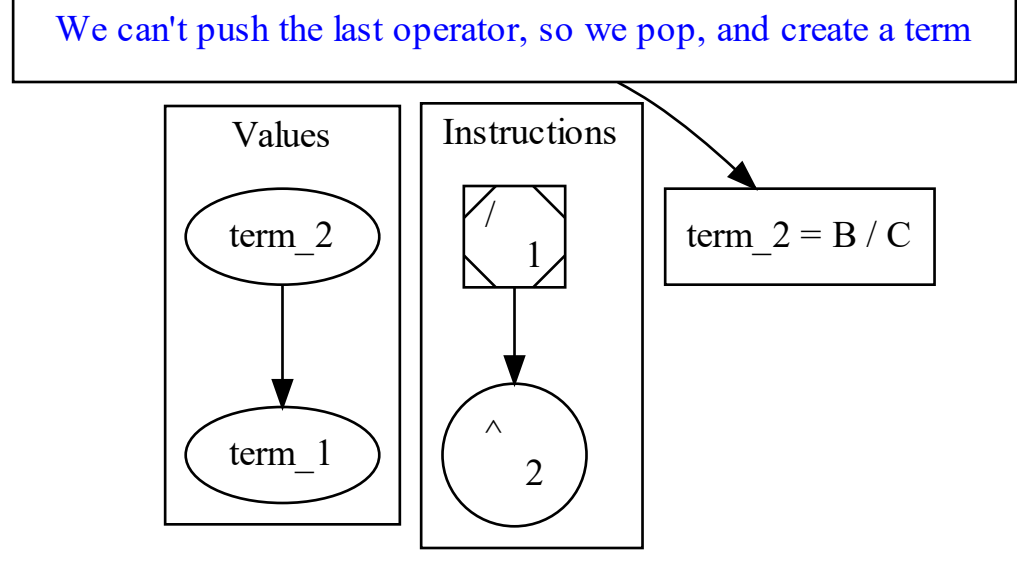 We can't push the last operator, so we pop, and create a term
Values
term_2
term_1
Instructions
/
1
^
2
term_2 = B / C